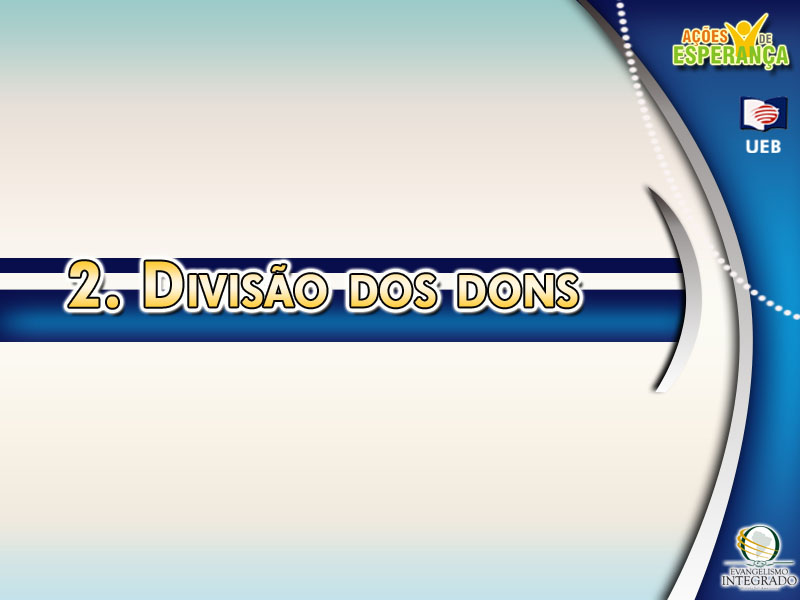 AÇÕES DE
ESPERANÇA
UEB
2. DIVISÃO DOS DONS
EVANGELISMO
INTEGRADO